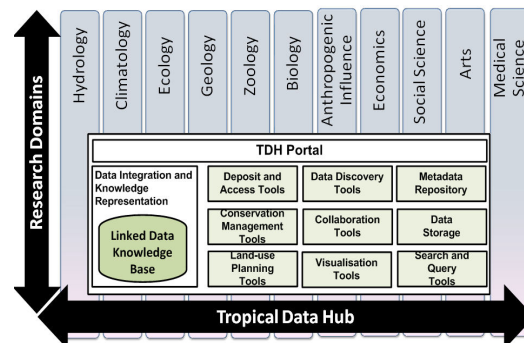 Research Domains
Hydrology
Climatology
Ecology
Geology
Zoology
Biology
Anthropogenic
Influence
Economics
Social Science
Arts
Medical
Science
TDH Portal
Data Integration and
Knowledge
Representation
Linked Data
Knowledge
Base
Deposit and
Access Tools
Data Discovery
Tools
Metadata
Repository
Conservation
Management
Tools
Collaboration
Tools
Data
Storage
Land-use
Planning
Tools
Visualisation
Tools
Search and
Query
Tools
Tropical Data Hub